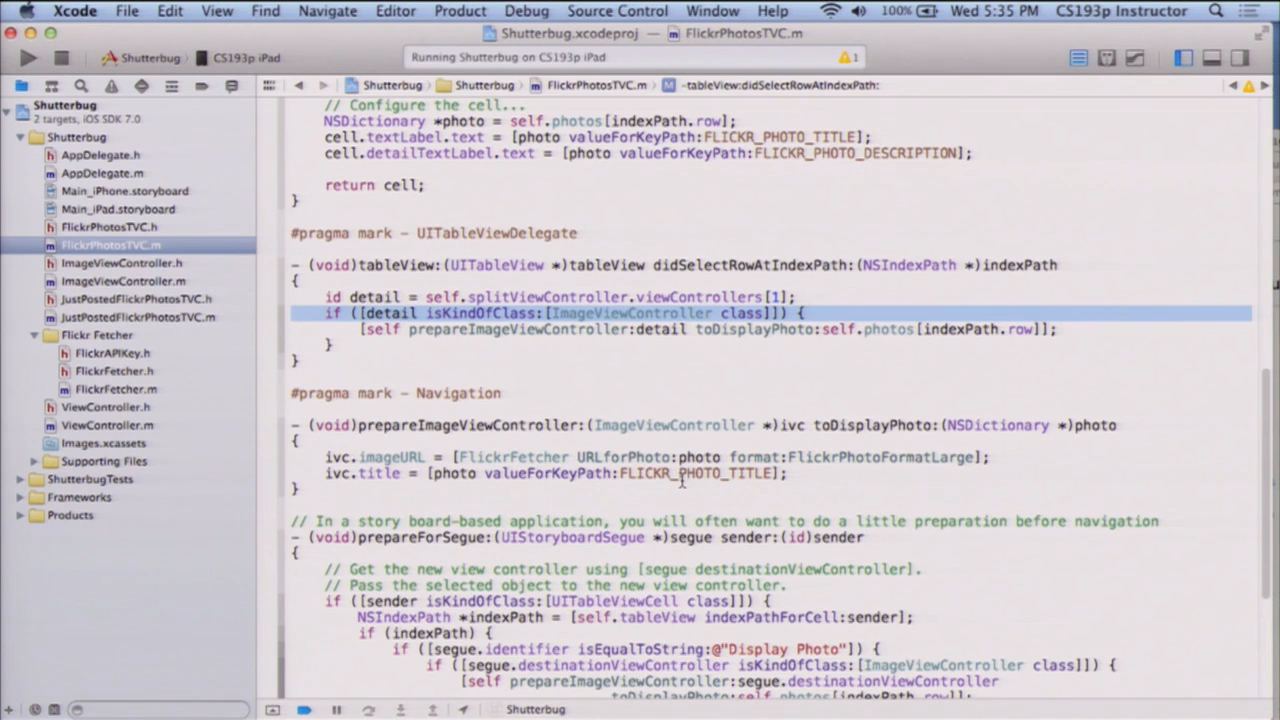 Xcode File Edit View Find Navigate Editor Product Debug Source Control Window Help 100% Wed 5:35 PM CS193p Instructor
Shutterbug.xcodeproj — FlickrPhotosTVC.m
Shutterbug CS193p iPad Running Shutterbug on CS193p iPad 1
Shutterbug Shutterbug FlickrPhotosTVC.m -tableView:didSelectRowAtIndexPath:
Shutterbug
2 targets, iOS SDK 7.0
Shutterbug
AppDelegate.h
AppDelegate.m
Main_iPhone.storyboard
Main_iPad.storyboard
FlickrPhotosTVC.h
FlickrPhotosTVC.m
ImageViewController.h
ImageViewController.m
JustPostedFlickrPhotosTVC.h
JustPostedFlickrPhotosTVC.m
Flickr Fetcher
FlickrAPIKey.h
FlickrFetcher.h
FlickrFetcher.m
ViewController.h
ViewController.m
Images.xcassets
Supporting Files
ShutterbugTests
Frameworks
Products
// Configure the cell...
NSDictionary *photo = self.photos[indexPath.row];
cell.textLabel.text = [photo valueForKeyPath:FLICKR_PHOTO_TITLE];
cell.detailTextLabel.text = [photo valueForKeyPath:FLICKR_PHOTO_DESCRIPTION];
return cell;
}
#pragma mark - UITableViewDelegate
- (void)tableView:(UITableView *)tableView didSelectRowAtIndexPath:(NSIndexPath *)indexPath
{
id detail = self.splitViewController.viewControllers[1];
if ([detail isKindOfClass:[ImageViewController class]]) {
[self prepareImageViewController:detail toDisplayPhoto:self.photos[indexPath.row]];
}
}
#pragma mark - Navigation
- (void)prepareImageViewController:(ImageViewController *)ivc toDisplayPhoto:(NSDictionary *)photo
{
ivc.imageURL = [FlickrFetcher URLforPhoto:photo format:FlickrPhotoFormatLarge];
ivc.title = [photo valueForKeyPath:FLICKR_PHOTO_TITLE];
}
// In a story board-based application, you will often want to do a little preparation before navigation
- (void)prepareForSegue:(UIStoryboardSegue *)segue sender:(id)sender
{
// Get the new view controller using [segue destinationViewController].
// Pass the selected object to the new view controller.
if ([sender isKindOfClass:[UITableViewCell class]]) {
NSIndexPath *indexPath = [self.tableView indexPathForCell:sender];
if (indexPath) {
if ([segue.identifier isEqualToString:@"Display Photo"]) {
if ([segue.destinationViewController isKindOfClass:[ImageViewController class]]) {
[self prepareImageViewController:segue.destinationViewController
toDisplayPhoto:self.photos[indexPath.row]];
Shutterbug